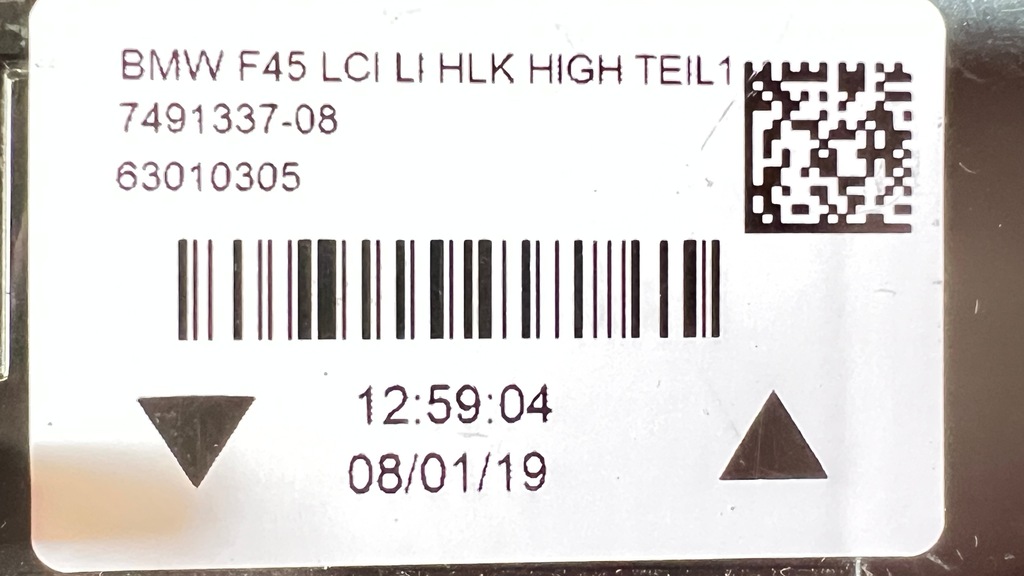 BMW F45 LCI LI HLK HIGH TEIL1
7491337-08
63010305
12:59:04
08/01/19